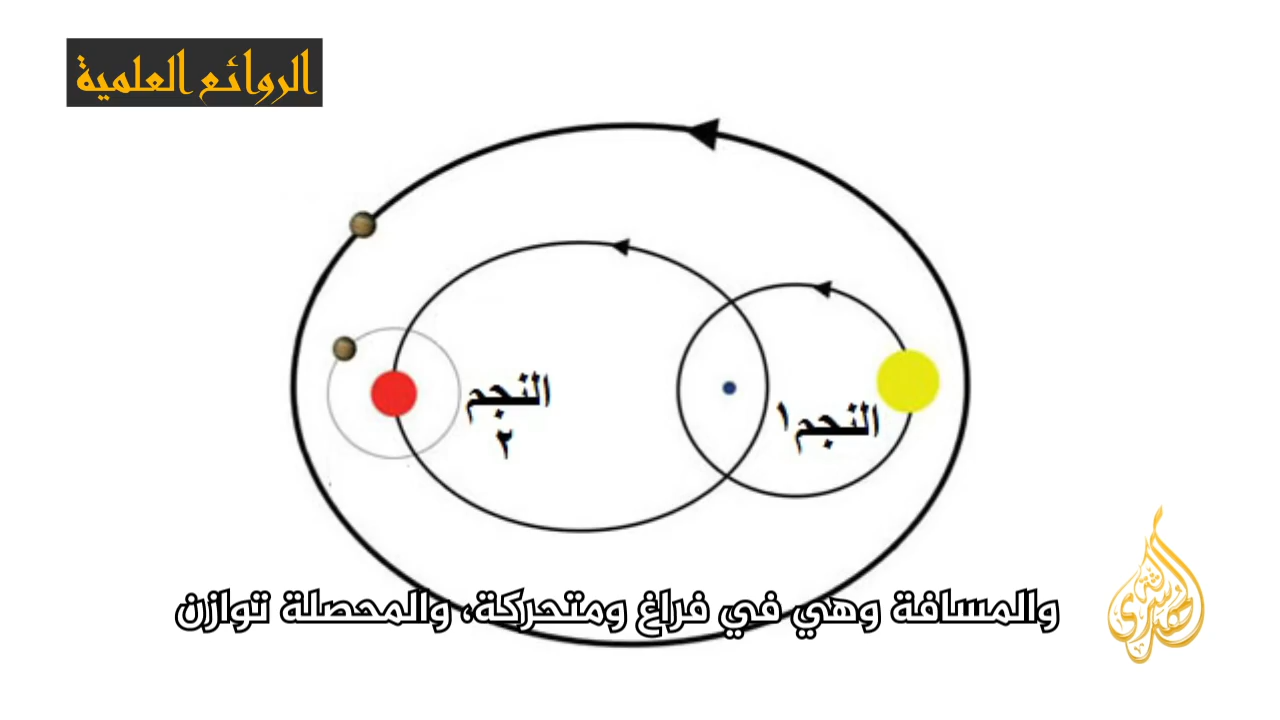 الروائع العلمية
النجم
٢
النجم١
والمسافة وهي في فراغ ومتحركة، والمحصلة توازن